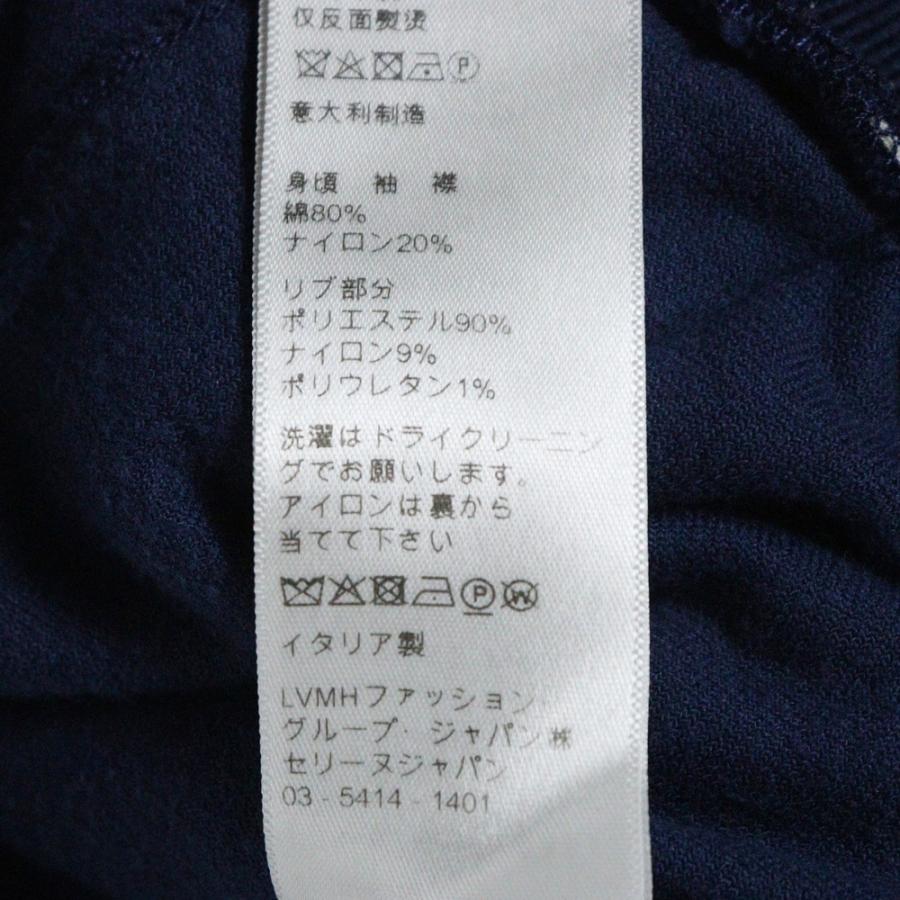 仅反面熨烫
P
意大利制造
身頃 袖 襟
綿80%
ナイロン20%
リブ部分
ポリエステル90%
ナイロン9%
ポリウレタン1%
洗濯はドライクリーニン
グでお願いします。
アイロンは裏から
当てて下さい
P W
イタリア製
LVMHファッション
グループ・ジャパン㈱
セリーヌジャパン
03 - 5414 - 1401